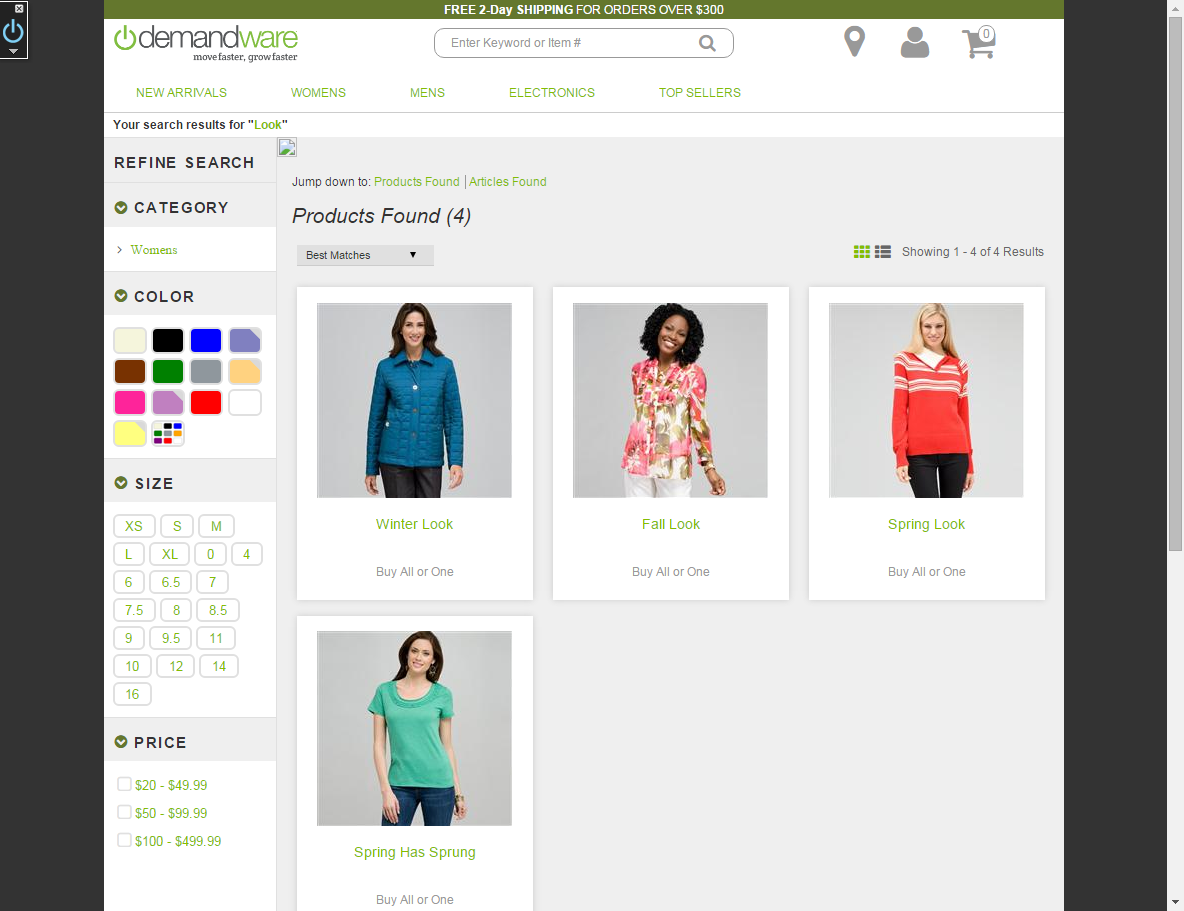 FREE 2-Day SHIPPING FOR ORDERS OVER $300
demandware
move faster, grow faster
Enter Keyword or Item #
0
NEW ARRIVALS WOMENS MENS ELECTRONICS TOP SELLERS
Your search results for "Look"
REFINE SEARCH
CATEGORY
Womens
COLOR
SIZE
XS S M
L XL 0 4
6 6.5 7
7.5 8 8.5
9 9.5 11
10 12 14
16
PRICE
$20 - $49.99
$50 - $99.99
$100 - $499.99
Jump down to: Products Found | Articles Found
Products Found (4)
Best Matches
Showing 1 - 4 of 4 Results
Winter Look
Buy All or One
Fall Look
Buy All or One
Spring Look
Buy All or One
Spring Has Sprung
Buy All or One